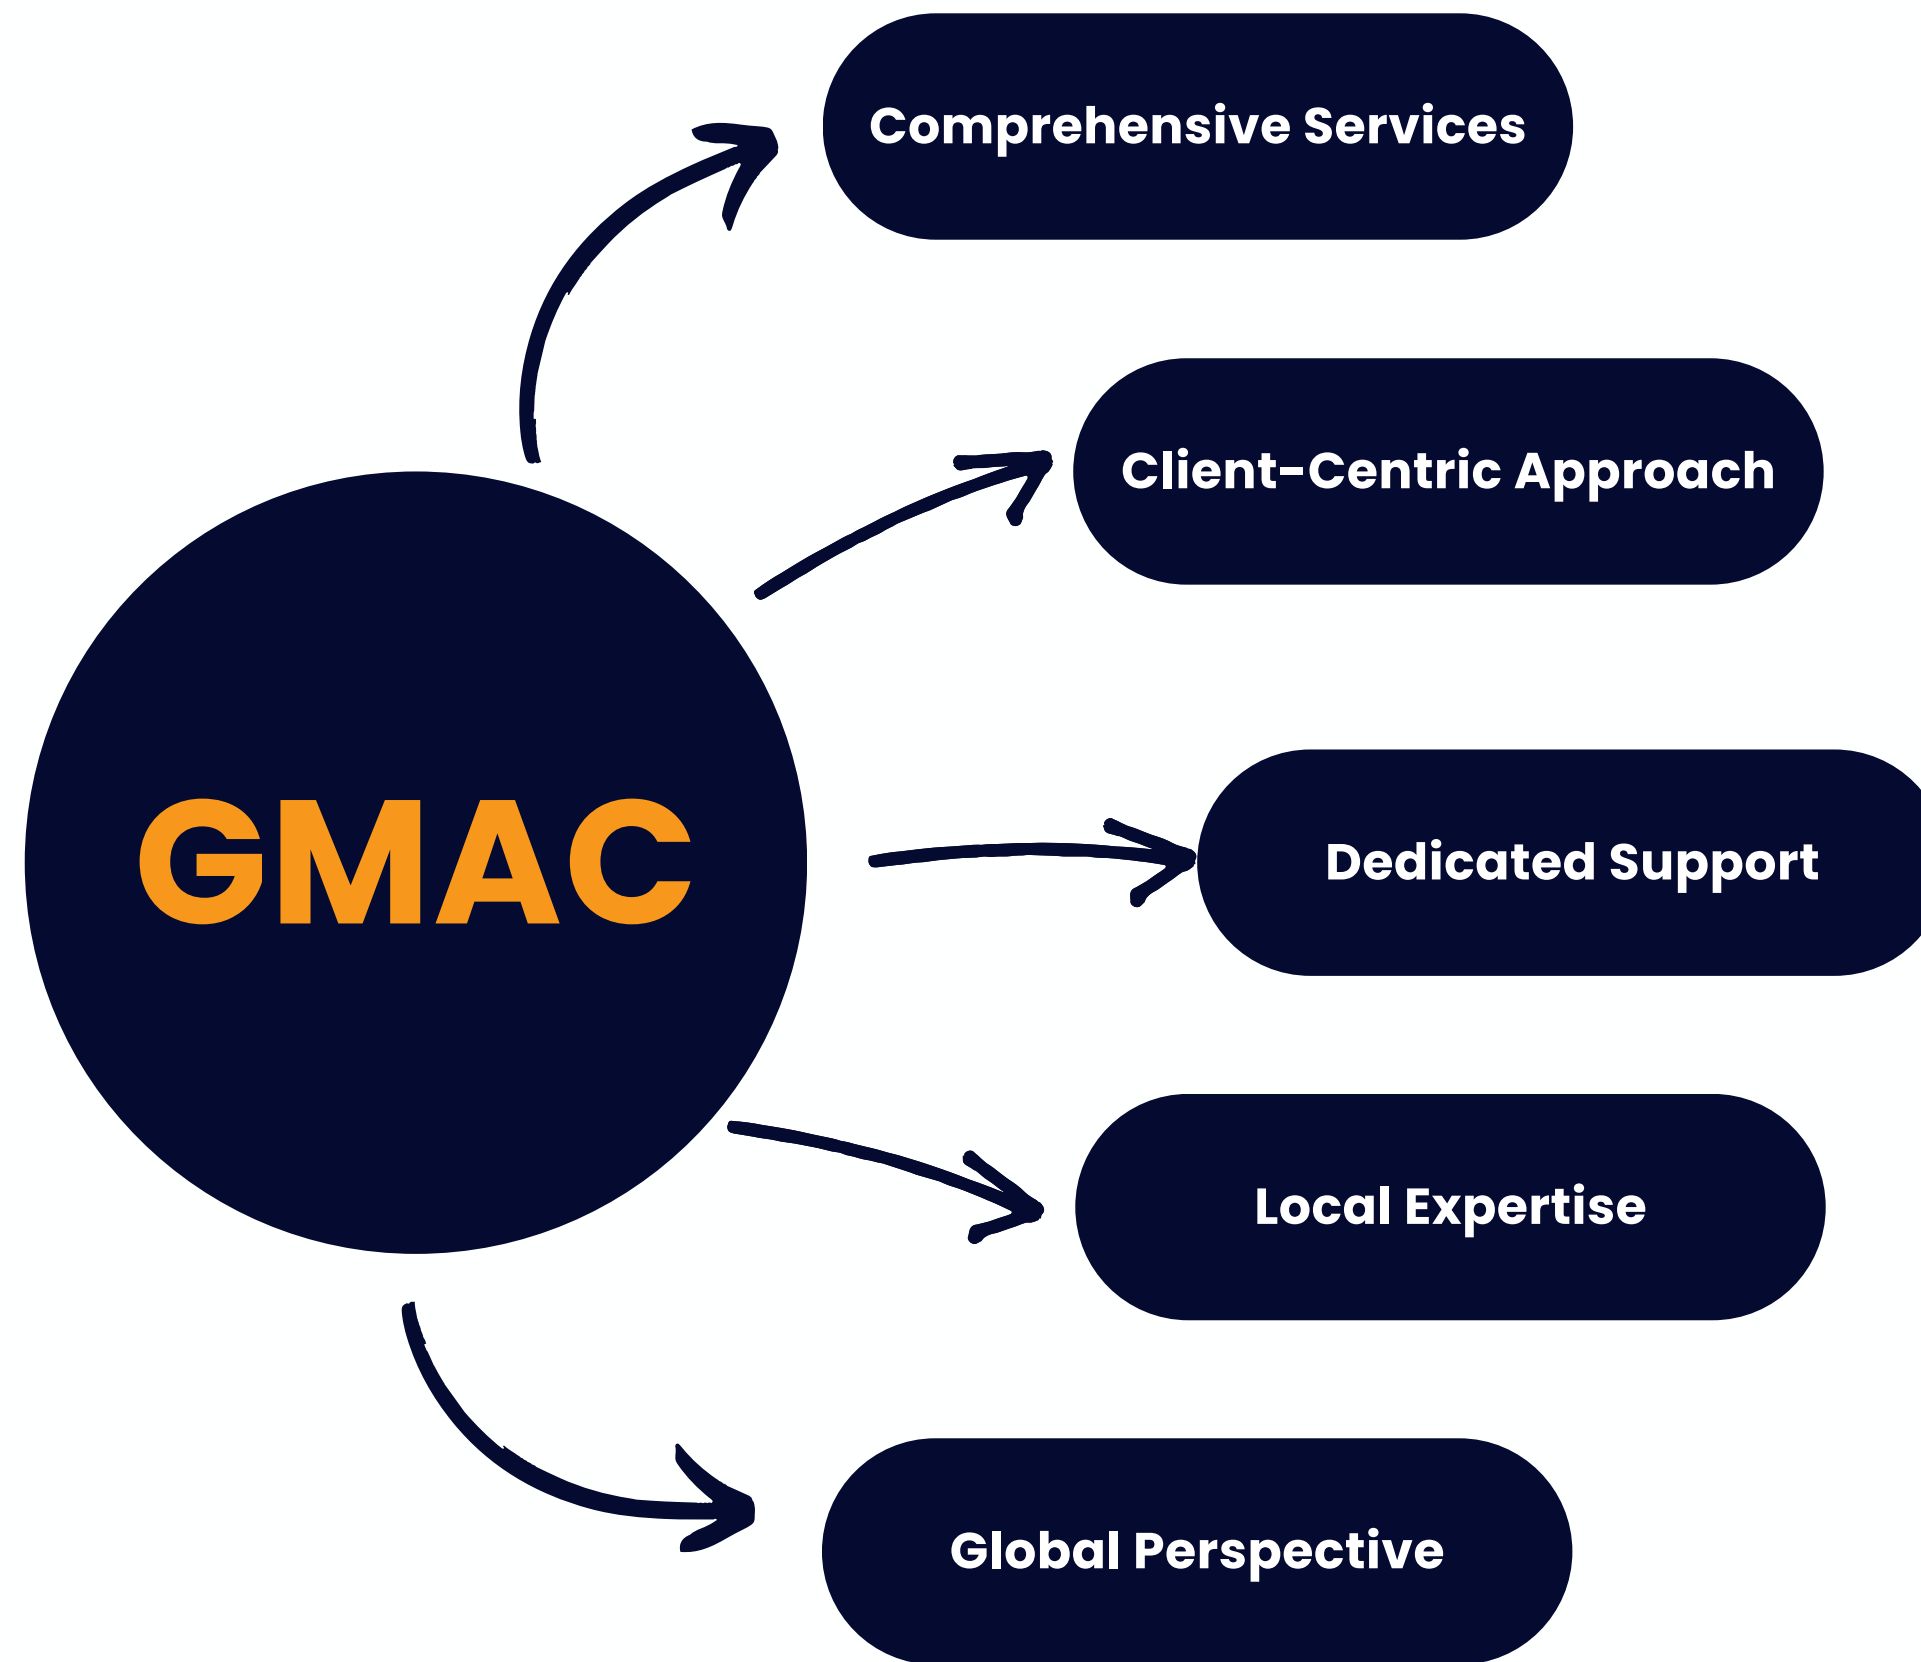 Comprehensive Services
Client-Centric Approach
GMAC
Dedicated Support
Local Expertise
Global Perspective